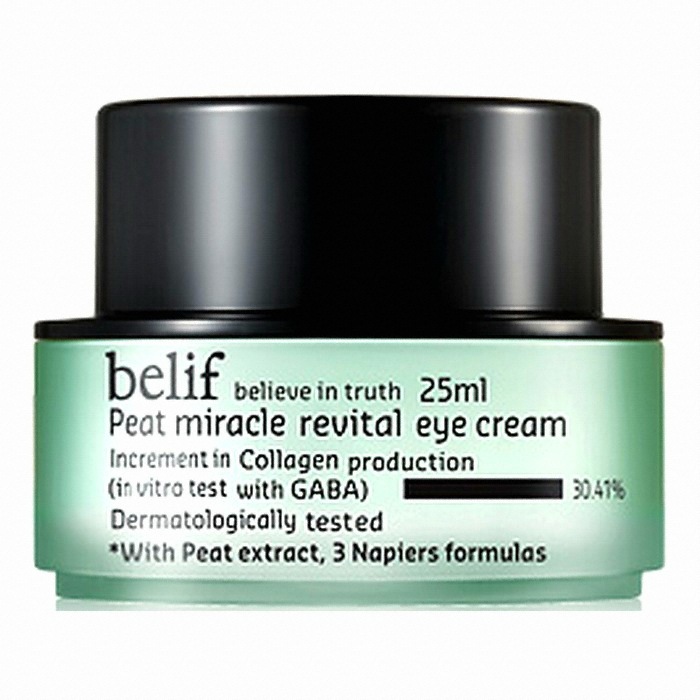 belif believe in truth 25ml
Peat miracle revital eye cream
Increment in Collagen production
(in vitro test with GABA) 30.41%
Dermatologically tested
*With Peat extract, 3 Napiers formulas